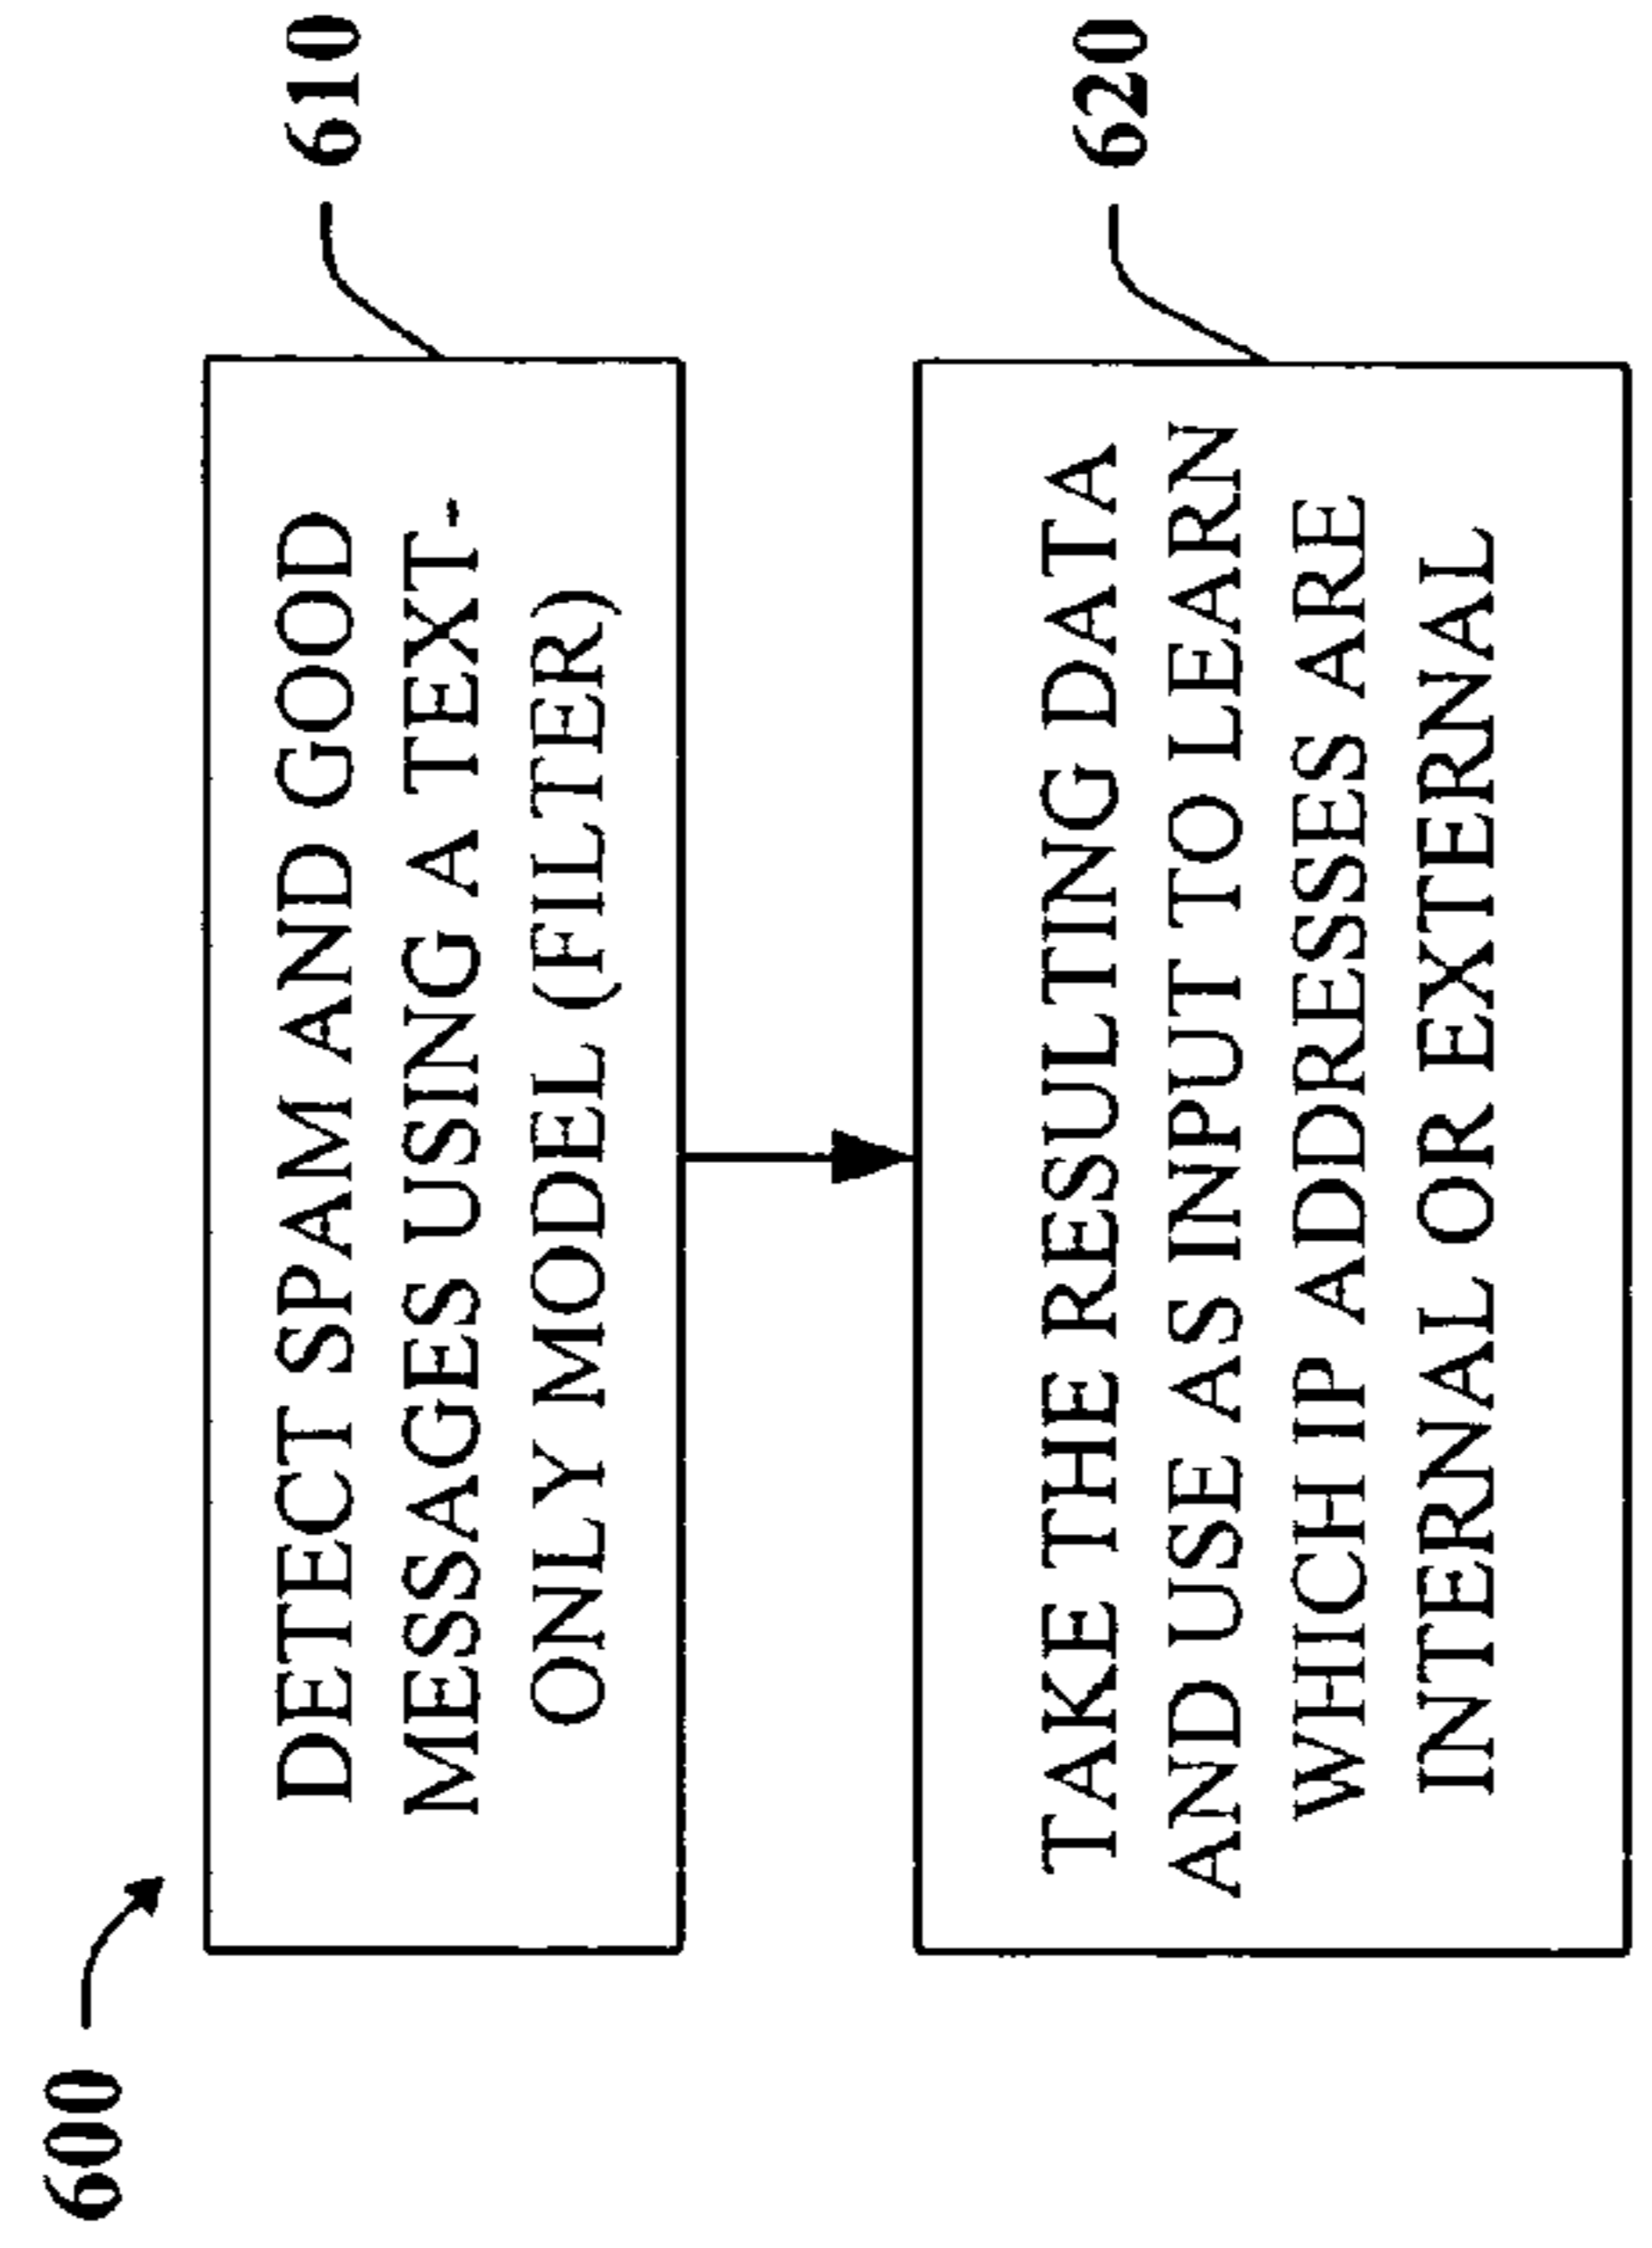 600
DETECT SPAM AND GOOD
MESSAGES USING A TEXT-
ONLY MODEL (FILTER)
610
TAKE THE RESULTING DATA
AND USE AS INPUT TO LEARN
WHICH IP ADDRESSES ARE
INTERNAL OR EXTERNAL
620